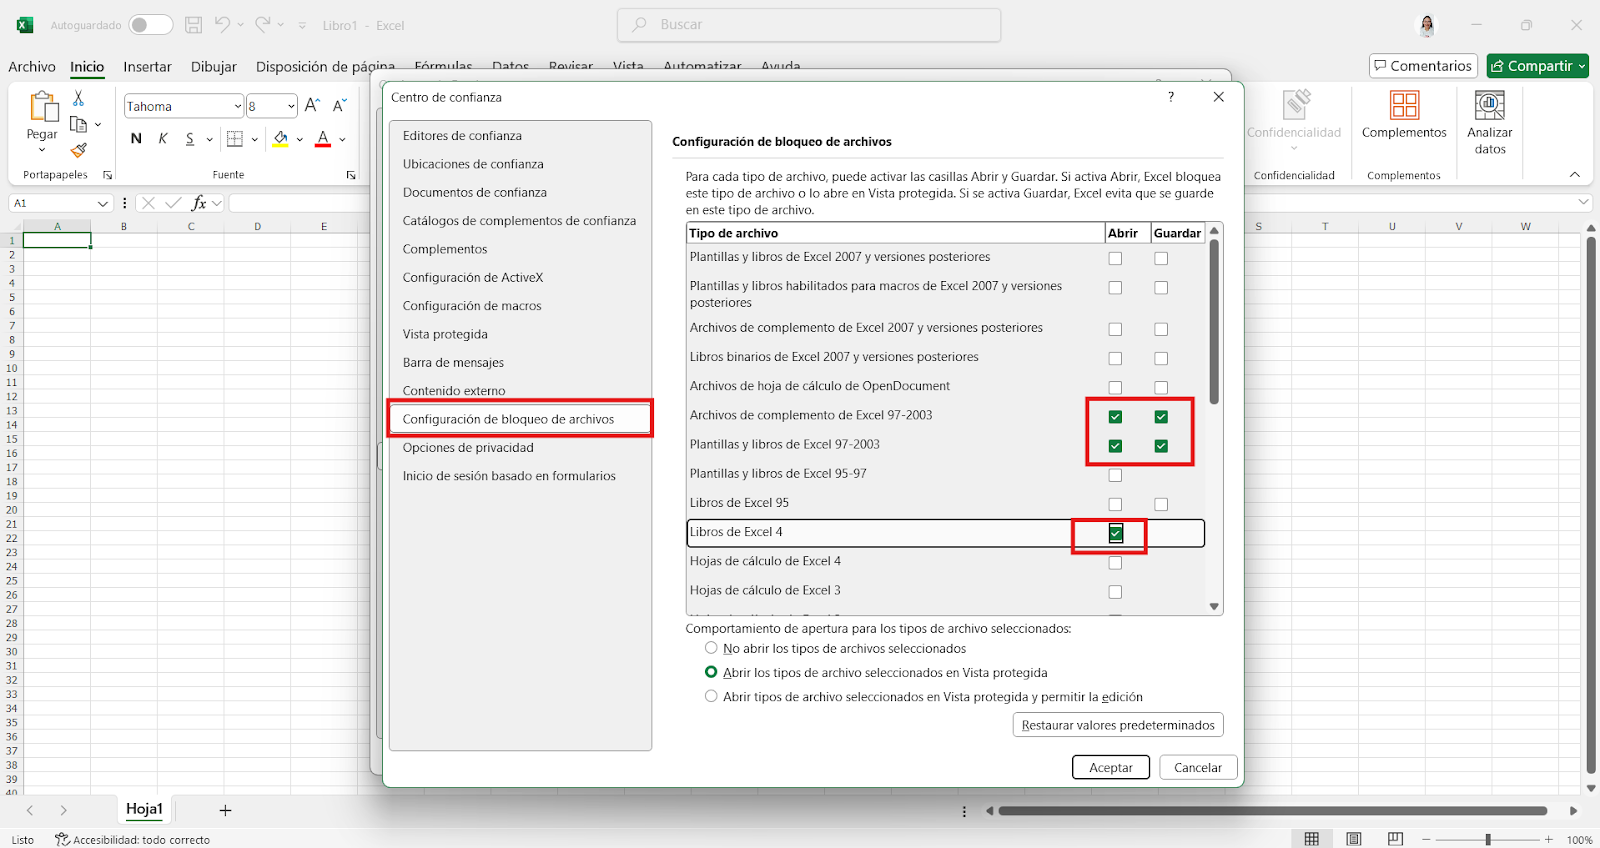 Autoguardado
Libro1 - Excel
Buscar
Archivo Inicio Insertar Dibujar Disposición de página Fórmulas Datos Revisar Vista Automatizar Ayuda
Comentarios Compartir
Pegar
Tahoma 8 A A
N K S A
Portapapeles Fuente
Confidencialidad
Confidencialidad
Complementos
Complementos
Analizar
datos
A1 fx
A B C D E S T U V W
1
2
3
4
5
6
7
8
9
10
11
12
13
14
15
16
17
18
19
20
21
22
23
24
25
26
27
28
29
30
31
32
33
34
35
36
37
38
39
40
Centro de confianza ?
Editores de confianza
Ubicaciones de confianza
Documentos de confianza
Catálogos de complementos de confianza
Complementos
Configuración de ActiveX
Configuración de macros
Vista protegida
Barra de mensajes
Contenido externo
Configuración de bloqueo de archivos
Opciones de privacidad
Inicio de sesión basado en formularios
Configuración de bloqueo de archivos
Para cada tipo de archivo, puede activar las casillas Abrir y Guardar. Si activa Abrir, Excel bloquea
este tipo de archivo o lo abre en Vista protegida. Si se activa Guardar, Excel evita que se guarde
en este tipo de archivo.
Tipo de archivo Abrir Guardar
Plantillas y libros de Excel 2007 y versiones posteriores
Plantillas y libros habilitados para macros de Excel 2007 y versiones
posteriores
Archivos de complemento de Excel 2007 y versiones posteriores
Libros binarios de Excel 2007 y versiones posteriores
Archivos de hoja de cálculo de OpenDocument
Archivos de complemento de Excel 97-2003
Plantillas y libros de Excel 97-2003
Plantillas y libros de Excel 95-97
Libros de Excel 95
Libros de Excel 4
Hojas de cálculo de Excel 4
Hojas de cálculo de Excel 3
Comportamiento de apertura para los tipos de archivo seleccionados:
No abrir los tipos de archivos seleccionados
Abrir los tipos de archivo seleccionados en Vista protegida
Abrir tipos de archivo seleccionados en Vista protegida y permitir la edición
Restaurar valores predeterminados
Aceptar Cancelar
Hoja1
Listo Accesibilidad: todo correcto 100%